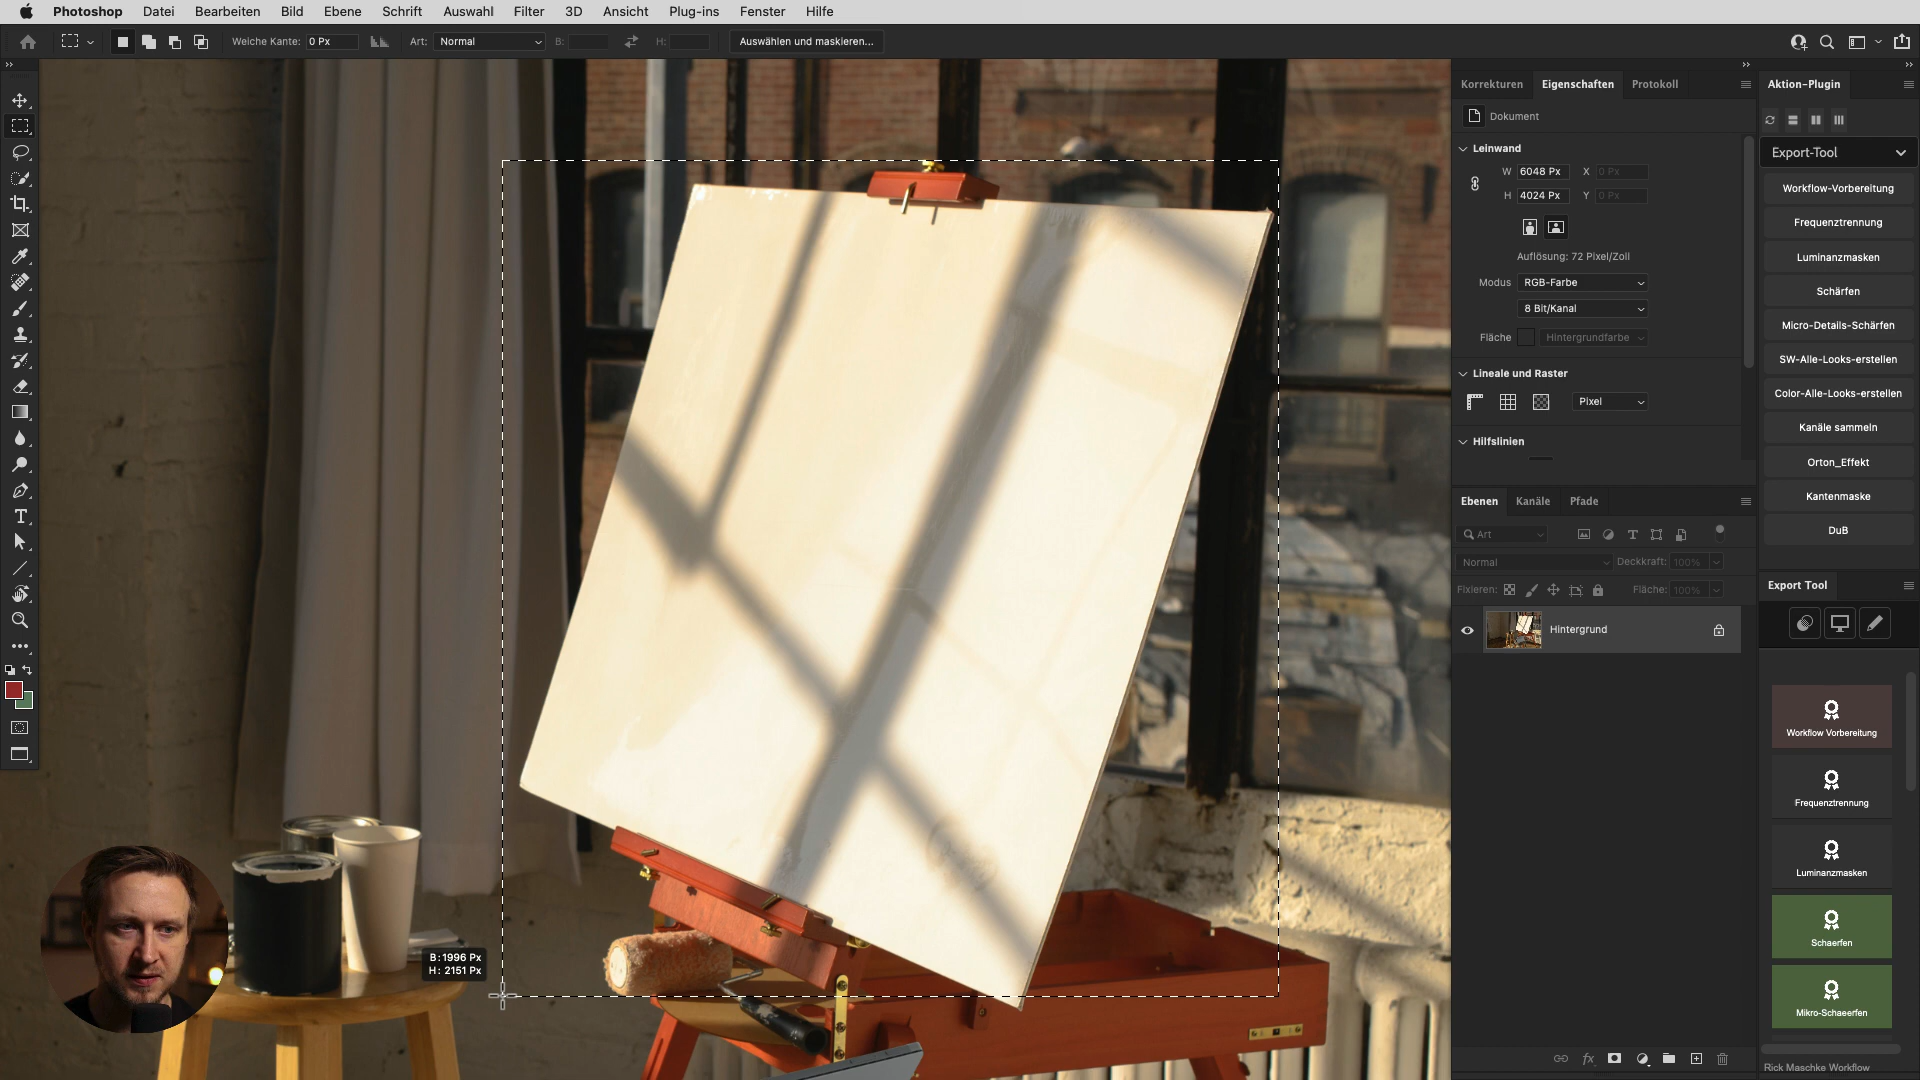 Photoshop Datei Bearbeiten Bild Ebene Schrift Auswahl Filter 3D Ansicht Plug-ins Fenster Hilfe
Weiche Kante: 0 Px Art: Normal B: H: Auswählen und maskieren...
Korrekturen Eigenschaften Protokoll
Dokument
Leinwand
W 6048 Px X 0 Px
H 4024 Px Y 0 Px
Auflösung: 72 Pixel/Zoll
Modus RGB-Farbe
8 Bit/Kanal
Fläche Hintergrundfarbe
Lineale und Raster
Pixel
Hilfslinien
Ebenen Kanäle Pfade
Art
Normal Deckkraft: 100%
Fixieren: Fläche: 100%
Hintergrund
Aktion-Plugin
Export-Tool
Workflow-Vorbereitung
Frequenztrennung
Luminanzmasken
Schärfen
Micro-Details-Schärfen
SW-Alle-Looks-erstellen
Color-Alle-Looks-erstellen
Kanäle sammeln
Orton_Effekt
Kantenmaske
DuB
Export Tool
Workflow Vorbereitung
Frequenztrennung
Luminanzmasken
Schaerfen
Mikro-Schaeerfen
Rick Maschke Workflow
B: 1996 Px
H: 2151 Px